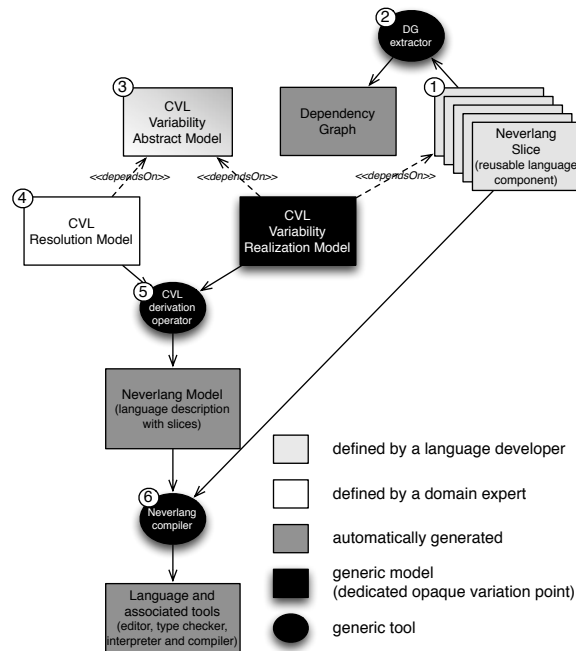 2
DG
extractor
3
1
CVL
Variability
Abstract Model
Dependency
Graph
Neverlang
Slice
(reusable language
component)
<<dependsOn>>
<<dependsOn>>
<<dependsOn>>
4
CVL
Resolution Model
CVL
Variability
Realization Model
5
CVL
derivation
operator
Neverlang Model
(language description
with slices)
6
Neverlang
compiler
Language and
associated tools
(editor, type checker,
interpreter and compiler)
defined by a language developer
defined by a domain expert
automatically generated
generic model
(dedicated opaque variation point)
generic tool